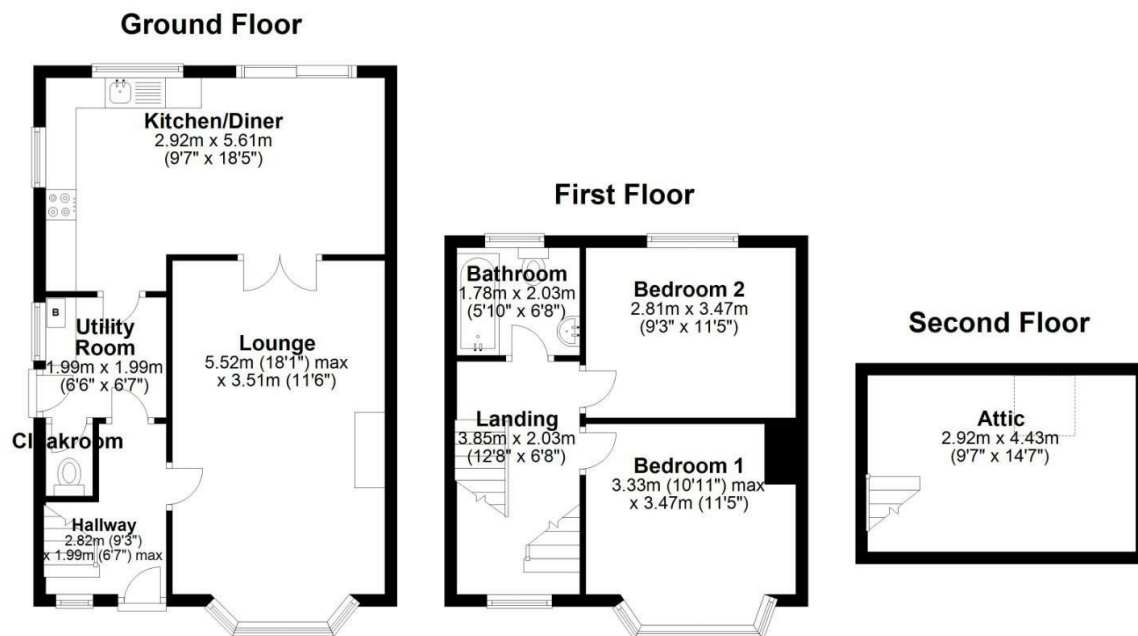 Ground Floor
Kitchen/Diner
2.92m x 5.61m
(9'7" x 18'5")
B
Utility
Room
1.99m x 1.99m
(6'6" x 6'7")
Lounge
5.52m (18'1") max
x 3.51m (11'6")
Cloakroom
Hallway
2.82m (9'3")
x 1.99m (6'7") max
First Floor
Bathroom
1.78m x 2.03m
(5'10" x 6'8")
Bedroom 2
2.81m x 3.47m
(9'3" x 11'5")
Landing
3.85m x 2.03m
(12'8" x 6'8")
Bedroom 1
3.33m (10'11") max
x 3.47m (11'5")
Second Floor
Attic
2.92m x 4.43m
(9'7" x 14'7")